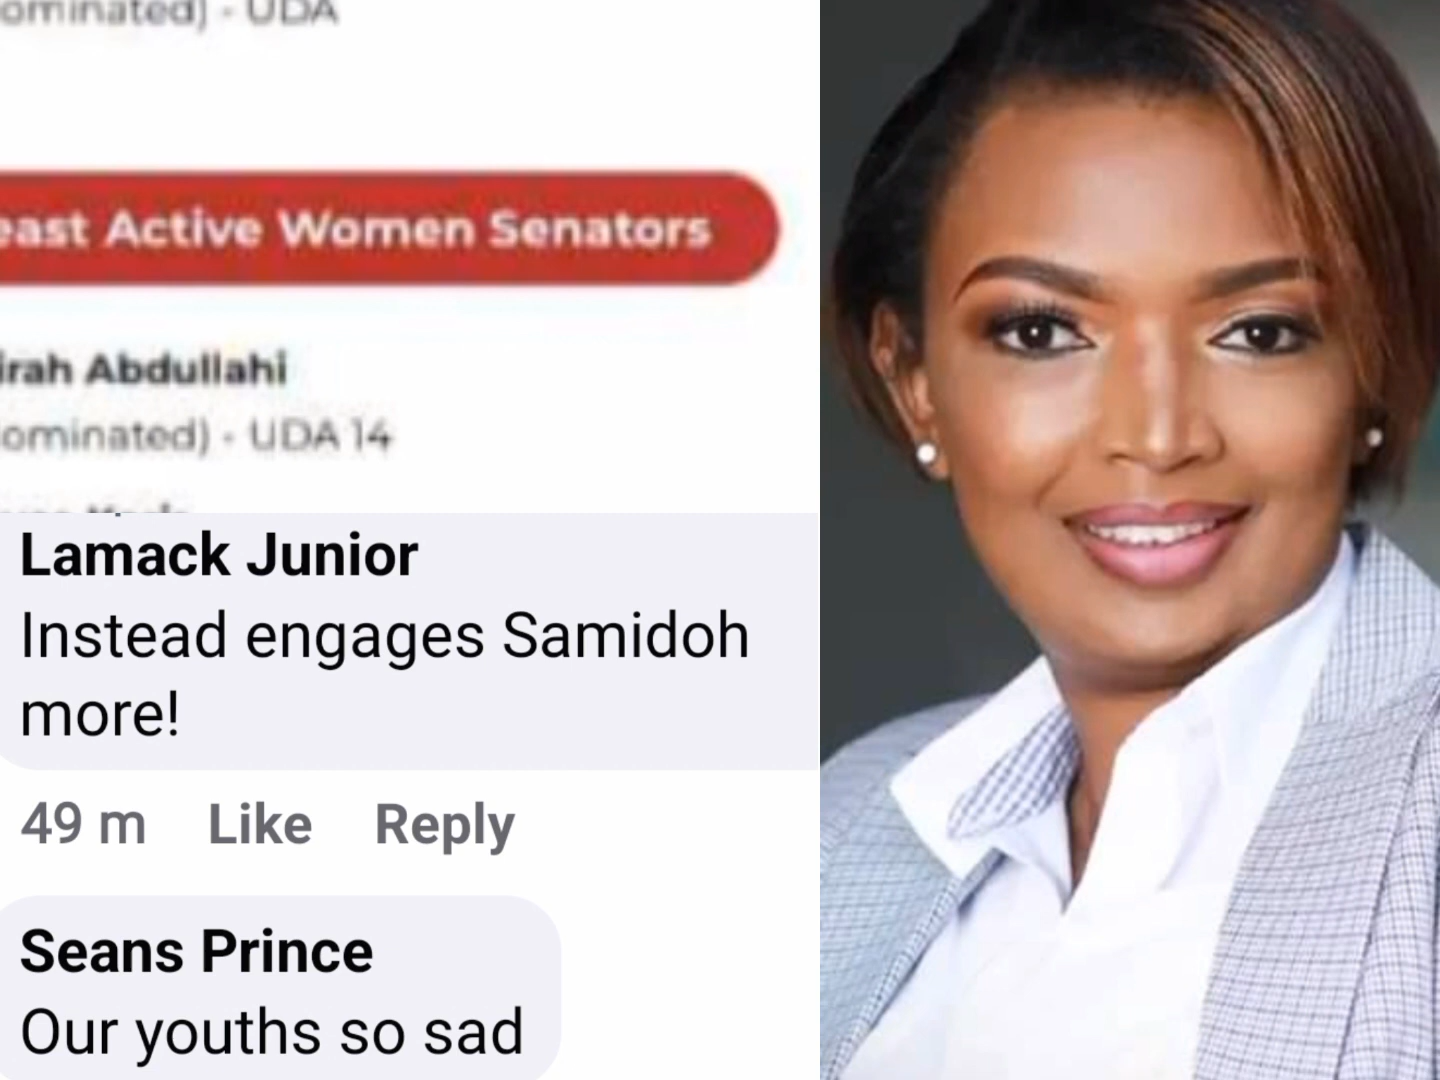 ominated) - UDA
east Active Women Senators
irah Abdullahi
ominated) - UDA 14
Lamack Junior
Instead engages Samidoh
more!
49 m Like Reply
Seans Prince
Our youths so sad